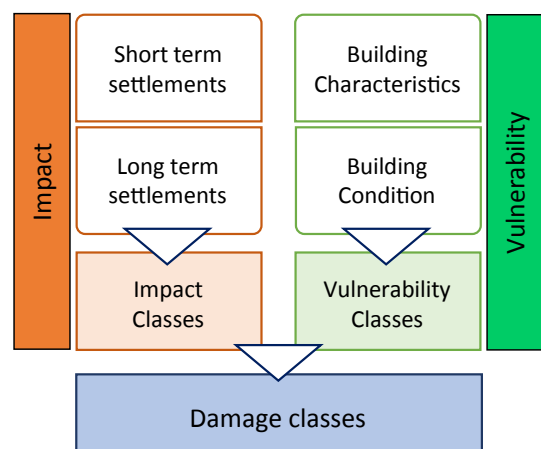 Impact
Short term
settlements
Long term
settlements
Impact
Classes
Building
Characteristics
Building
Condition
Vulnerability
Classes
Vulnerability
Damage classes